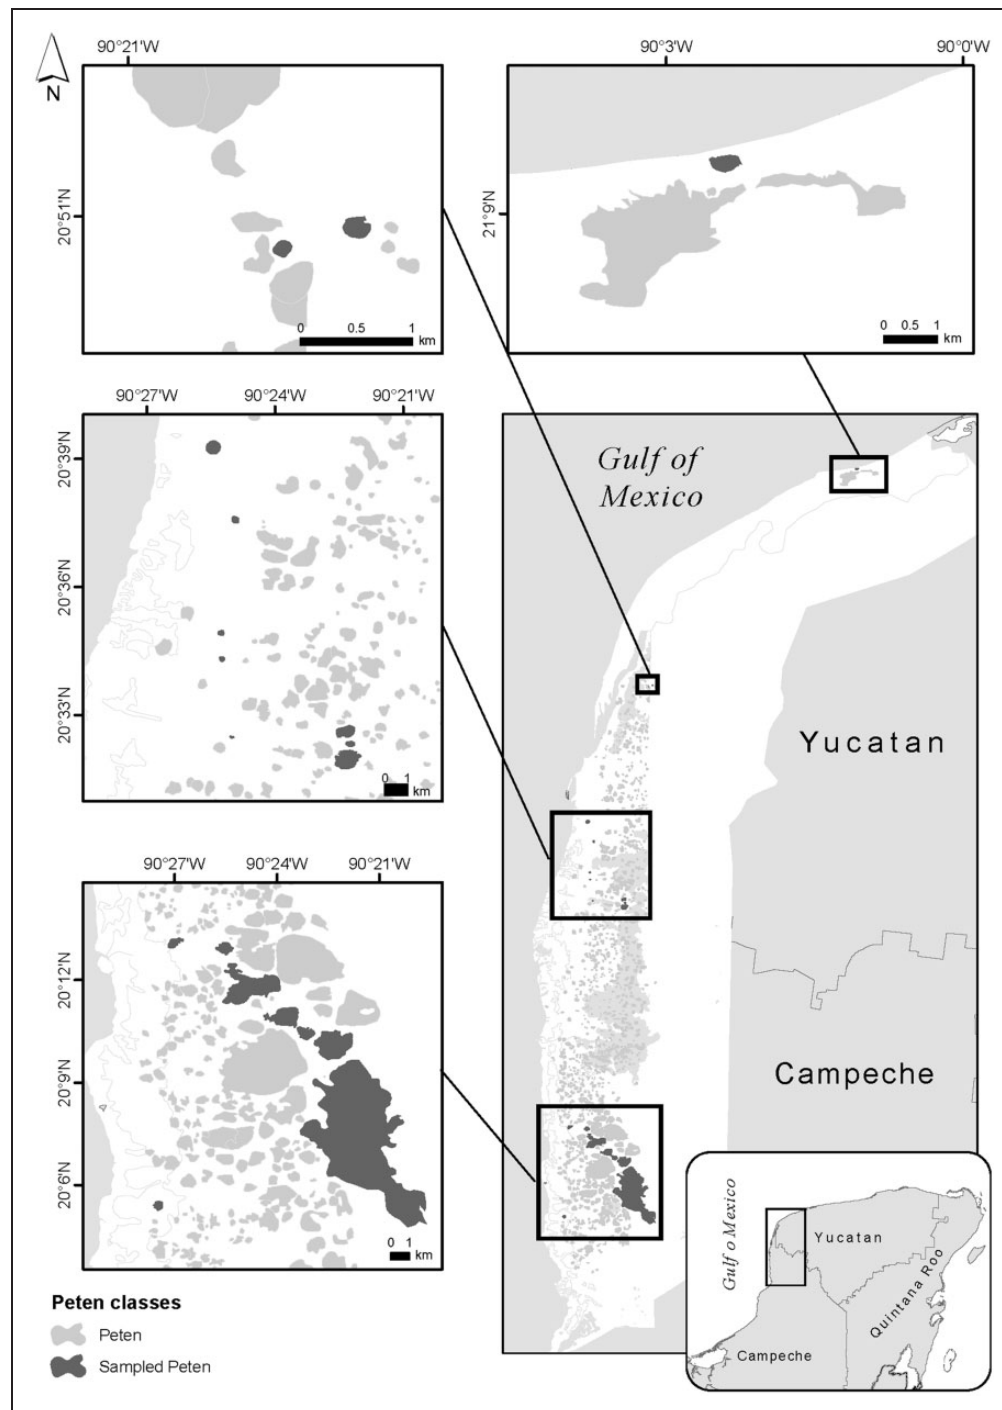 90°21'W
90°3'W
90°0'W
N
20°51'N
21°9'N
0 0.5 1
km
0 0.5 1
km
90°27'W
90°24'W
90°21'W
20°39'N
20°36'N
20°33'N
0 1
km
Gulf of
Mexico
Yucatan
Campeche
90°27'W
90°24'W
90°21'W
20°12'N
20°9'N
20°6'N
0 1
km
Gulf o Mexico
Yucatan
Quintana Roo
Campeche
Peten classes
Peten
Sampled Peten